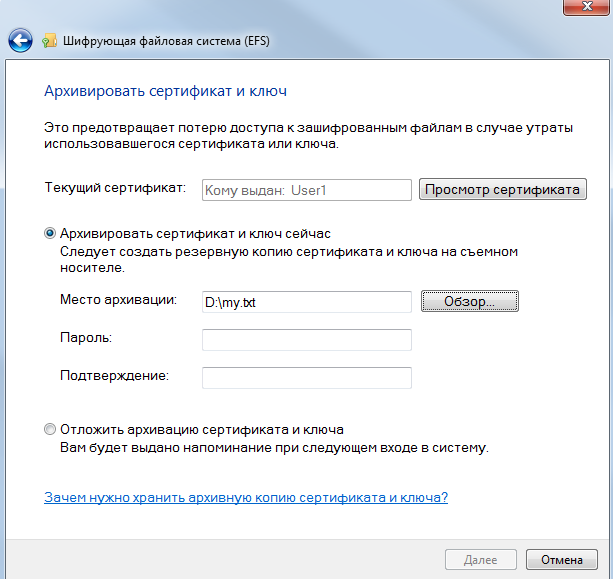 Шифрующая файловая система (EFS)
Архивировать сертификат и ключ
Это предотвращает потерю доступа к зашифрованным файлам в случае утраты
использовавшегося сертификата или ключа.
Текущий сертификат: Кому выдан: User1 Просмотр сертификата
Архивировать сертификат и ключ сейчас
Следует создать резервную копию сертификата и ключа на съемном
носителе.
Место архивации: D:\my.txt Обзор...
Пароль:
Подтверждение:
Отложить архивацию сертификата и ключа
Вам будет выдано напоминание при следующем входе в систему.
Зачем нужно хранить архивную копию сертификата и ключа?
Далее Отмена